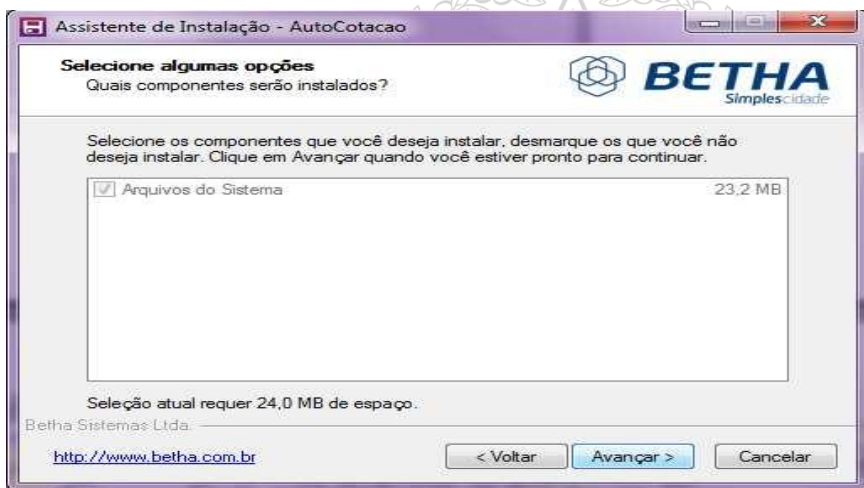 Assistente de Instalação - AutoCotacao
Selecione algumas opções
Quais componentes serão instalados?
BETHA
Simplescidade
Selecione os componentes que você deseja instalar, desmarque os que você não
deseja instalar. Clique em Avançar quando você estiver pronto para continuar.
Arquivos do Sistema 23,2 MB
Seleção atual requer 24,0 MB de espaço.
Betha Sistemas Ltda.
http://www.betha.com.br
< Voltar Avançar > Cancelar